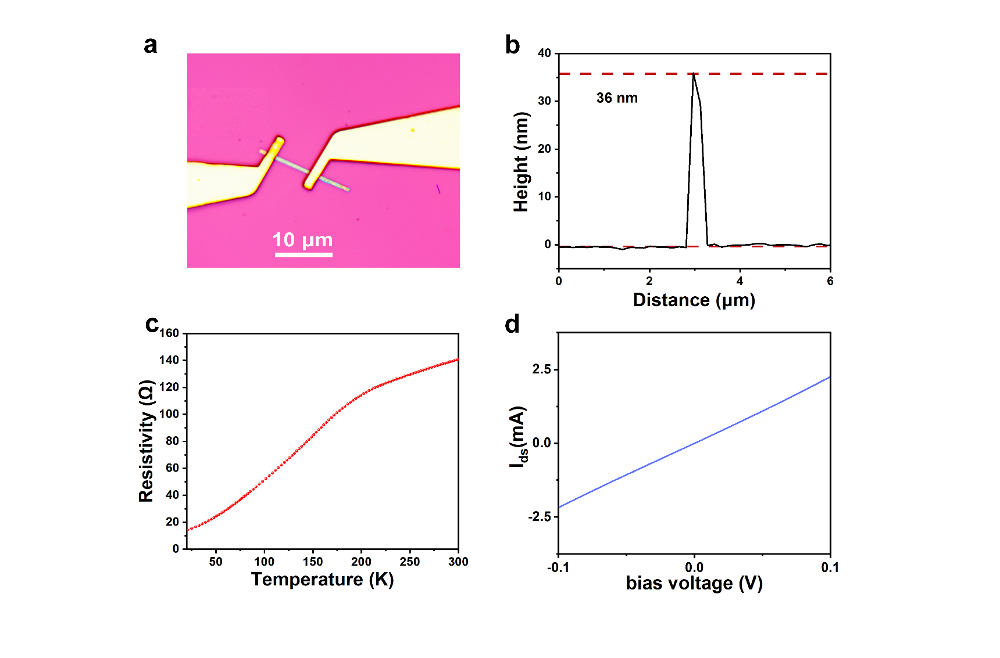 a
10 μm
b
40
30
20
10
0
36 nm
Height (nm)
0 2 4 6
Distance (μm)
c
160
140
120
100
80
60
40
20
0
Resistivity (Ω)
50 100 150 200 250 300
Temperature (K)
d
2.5
0.0
-2.5
Ids(mA)
-0.1 0.0 0.1
bias voltage (V)